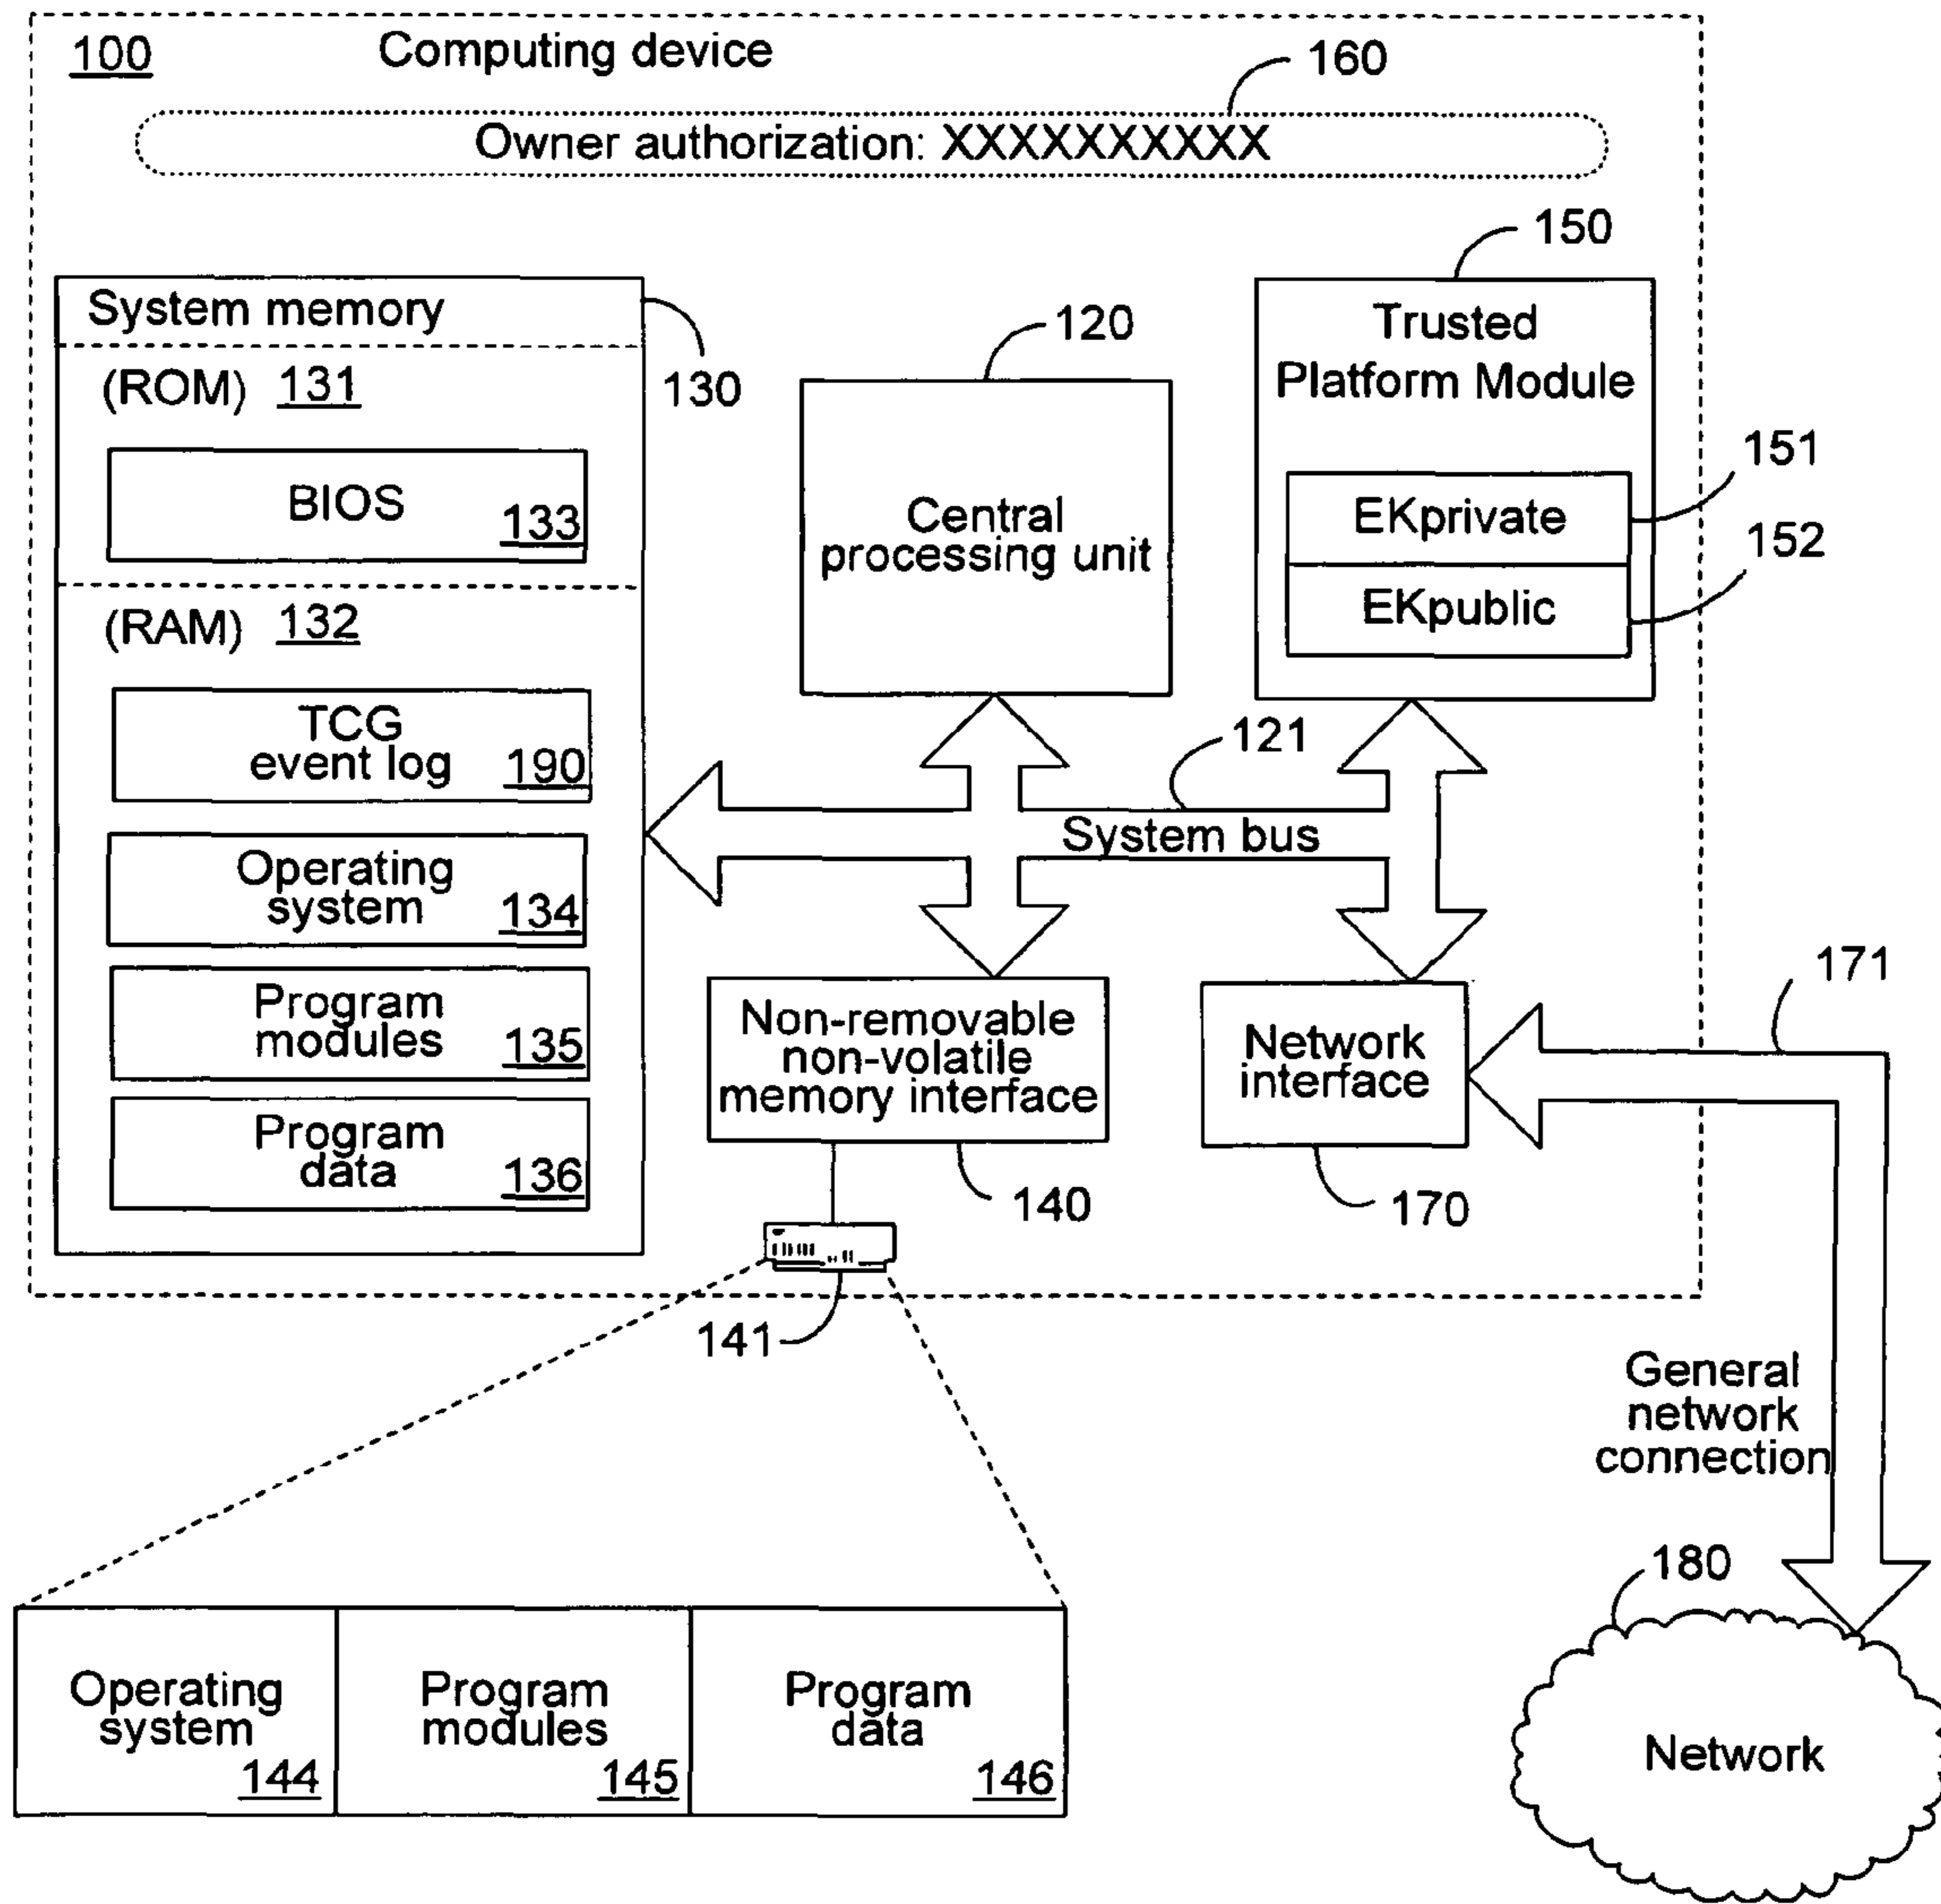 100
Computing device
160
Owner authorization: XXXXXXXXXX
150
System memory
130
(ROM) 131
BIOS
133
(RAM) 132
TCG
event log
190
Operating
system
134
Program
modules
135
Program
data
136
120
Central
processing unit
Trusted
Platform Module
151
EKprivate
152
EKpublic
121
System bus
Non-removable
non-volatile
memory interface
140
141
Network
interface
170
171
General
network
connection
180
Network
Operating
system
144
Program
modules
145
Program
data
146